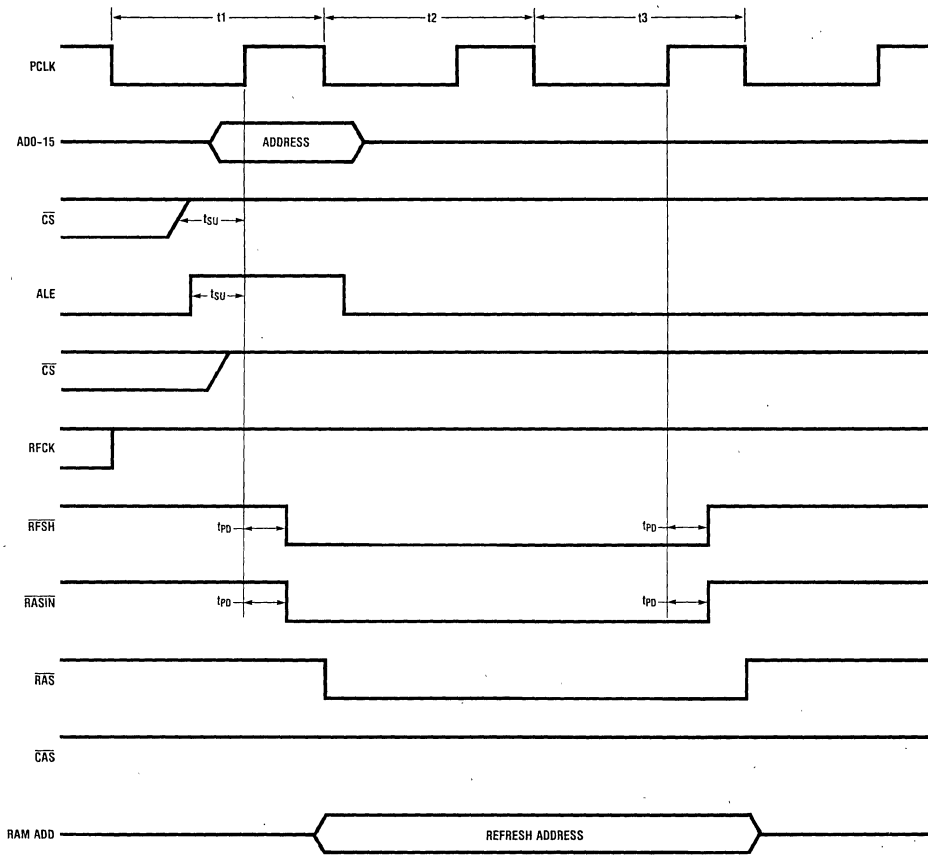 t1 t2 t3
PCLK
AD0-15 ADDRESS
CS tSU
ALE tSU
CS
RFCK
RFSH tPD tPD
RASIN tPD tPD
RAS
CAS
RAM ADD REFRESH ADDRESS